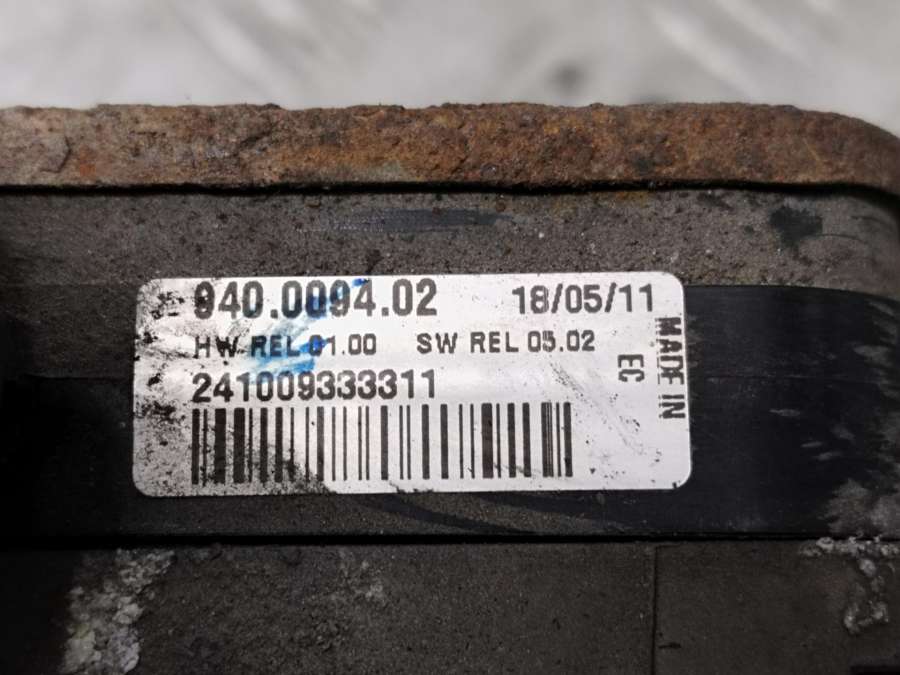 940.0094.02 18/05/11
HW REL 01.00 SW REL 05.02
241009333311
MADE IN
EC